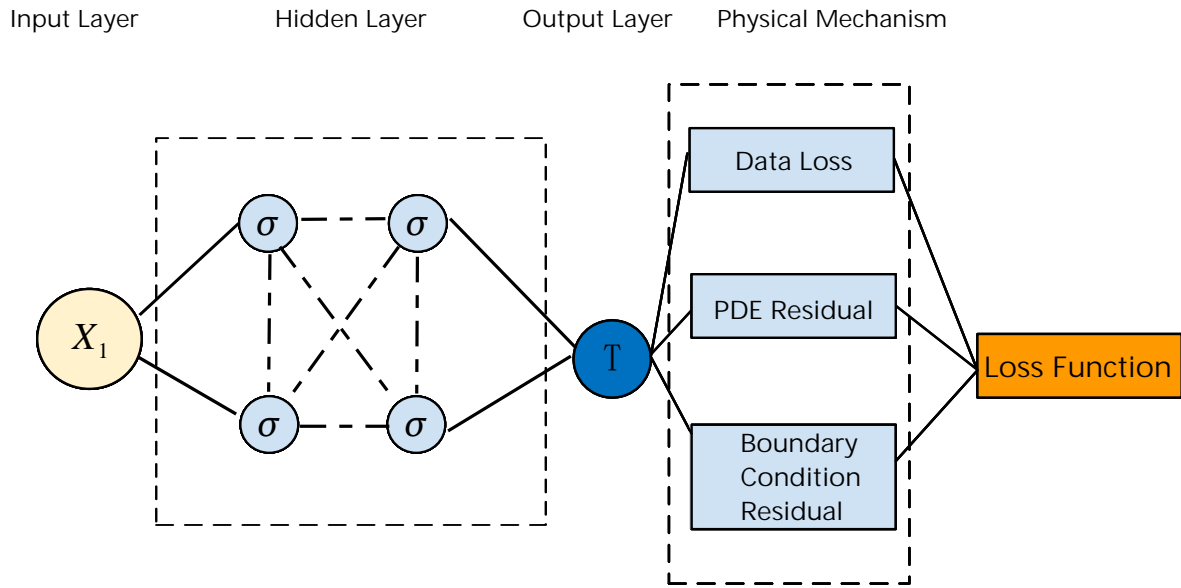 Input Layer
Hidden Layer
Output Layer
Physical Mechanism
X₁
σ
σ
σ
σ
T
Data Loss
PDE Residual
Boundary
Condition
Residual
Loss Function